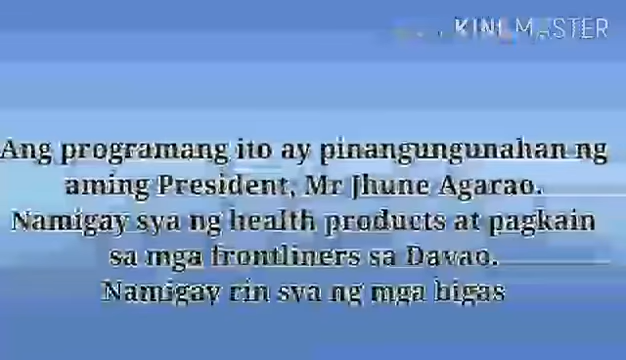 KINEMASTER
Ang programang ito ay pinangungunahan ng
aming President, Mr Jhune Agarao.
Namigay sya ng health products at pagkain
sa mga frontliners sa Davao.
Namigay rin sya ng mga bigas